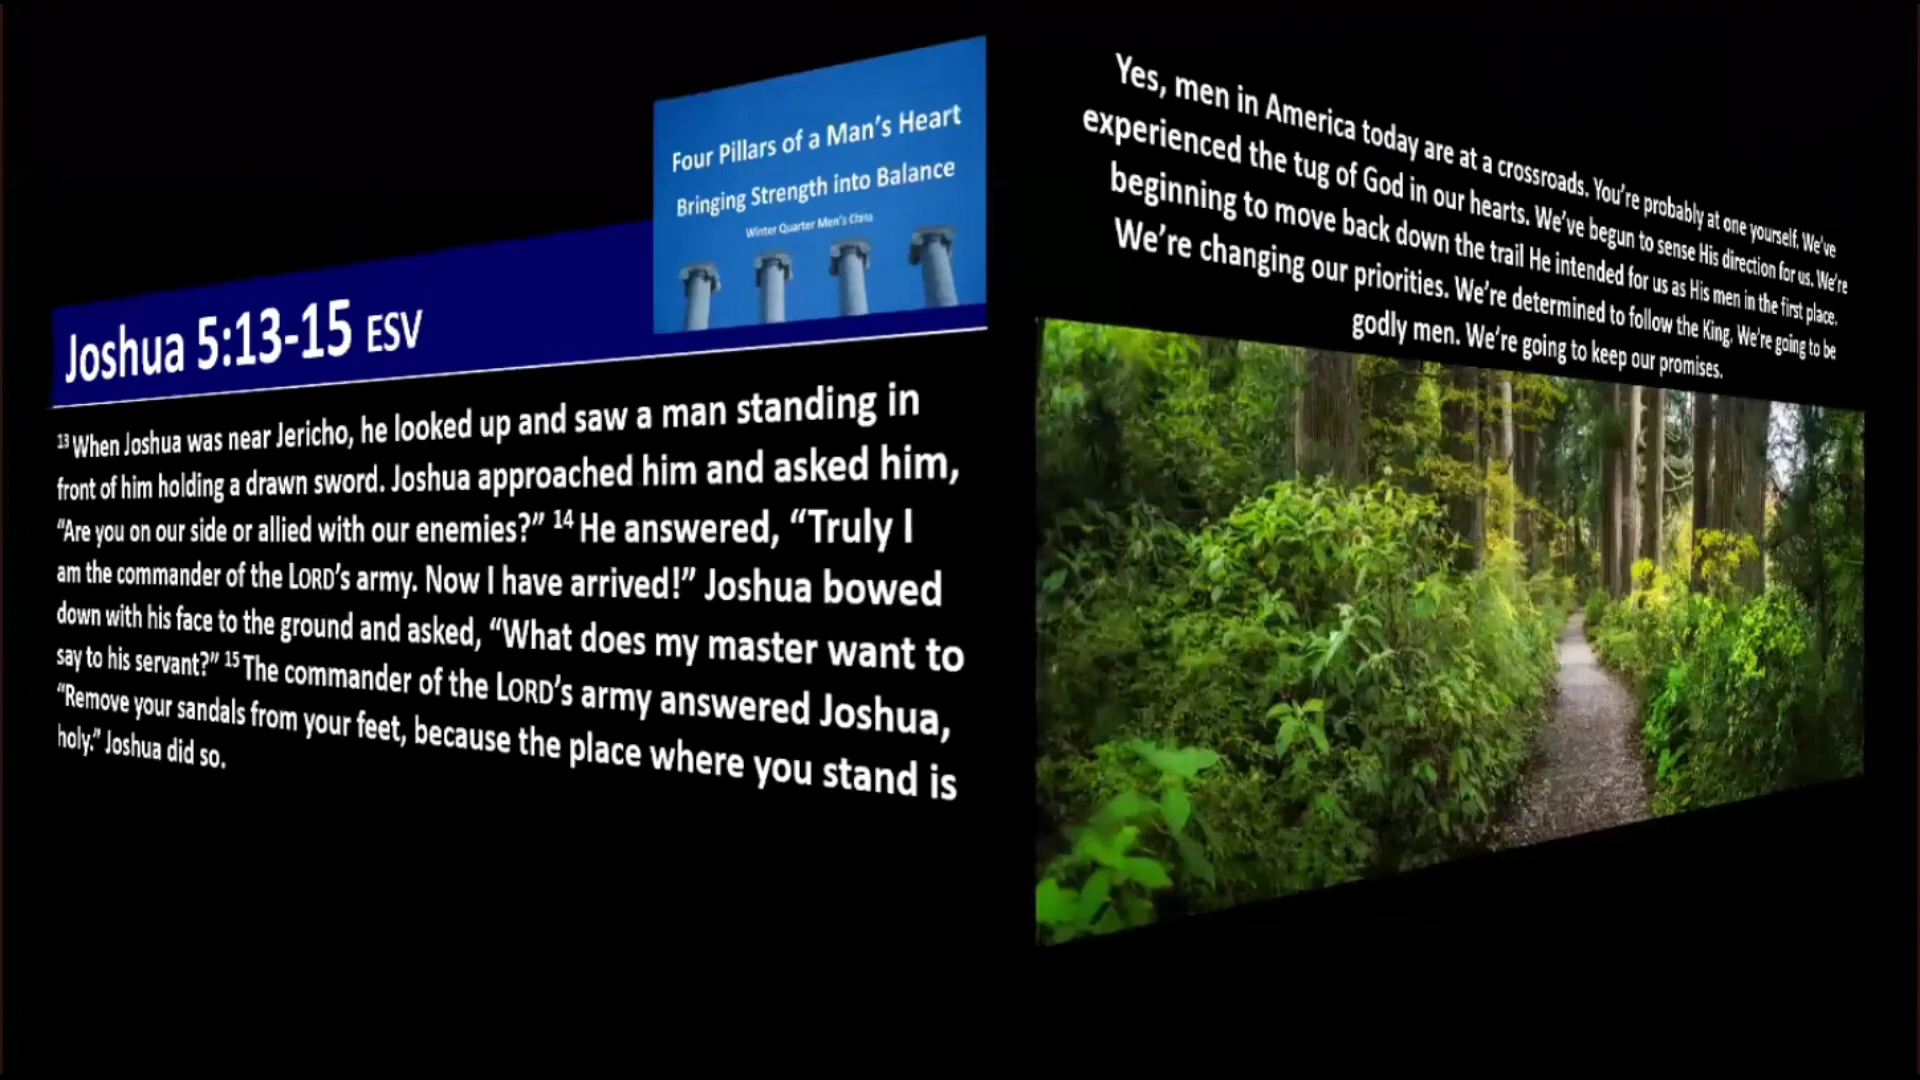 Four Pillars of a Man's Heart
Bringing Strength into Balance
Winter Quarter Men's Class
Joshua 5:13-15 ESV
13 When Joshua was near Jericho, he looked up and saw a man standing in
front of him holding a drawn sword. Joshua approached him and asked him,
“Are you on our side or allied with our enemies?” 14 He answered, “Truly I
am the commander of the LORD’s army. Now I have arrived!” Joshua bowed
down with his face to the ground and asked, “What does my master want to
say to his servant?” 15 The commander of the LORD’s army answered Joshua,
“Remove your sandals from your feet, because the place where you stand is
holy.” Joshua did so.
Yes, men in America today are at a crossroads. You’re probably at one yourself. We’ve
experienced the tug of God in our hearts. We’ve begun to sense His direction for us. We’re
beginning to move back down the trail He intended for us as His men in the first place.
We’re changing our priorities. We’re determined to follow the King. We’re going to be
godly men. We’re going to keep our promises.